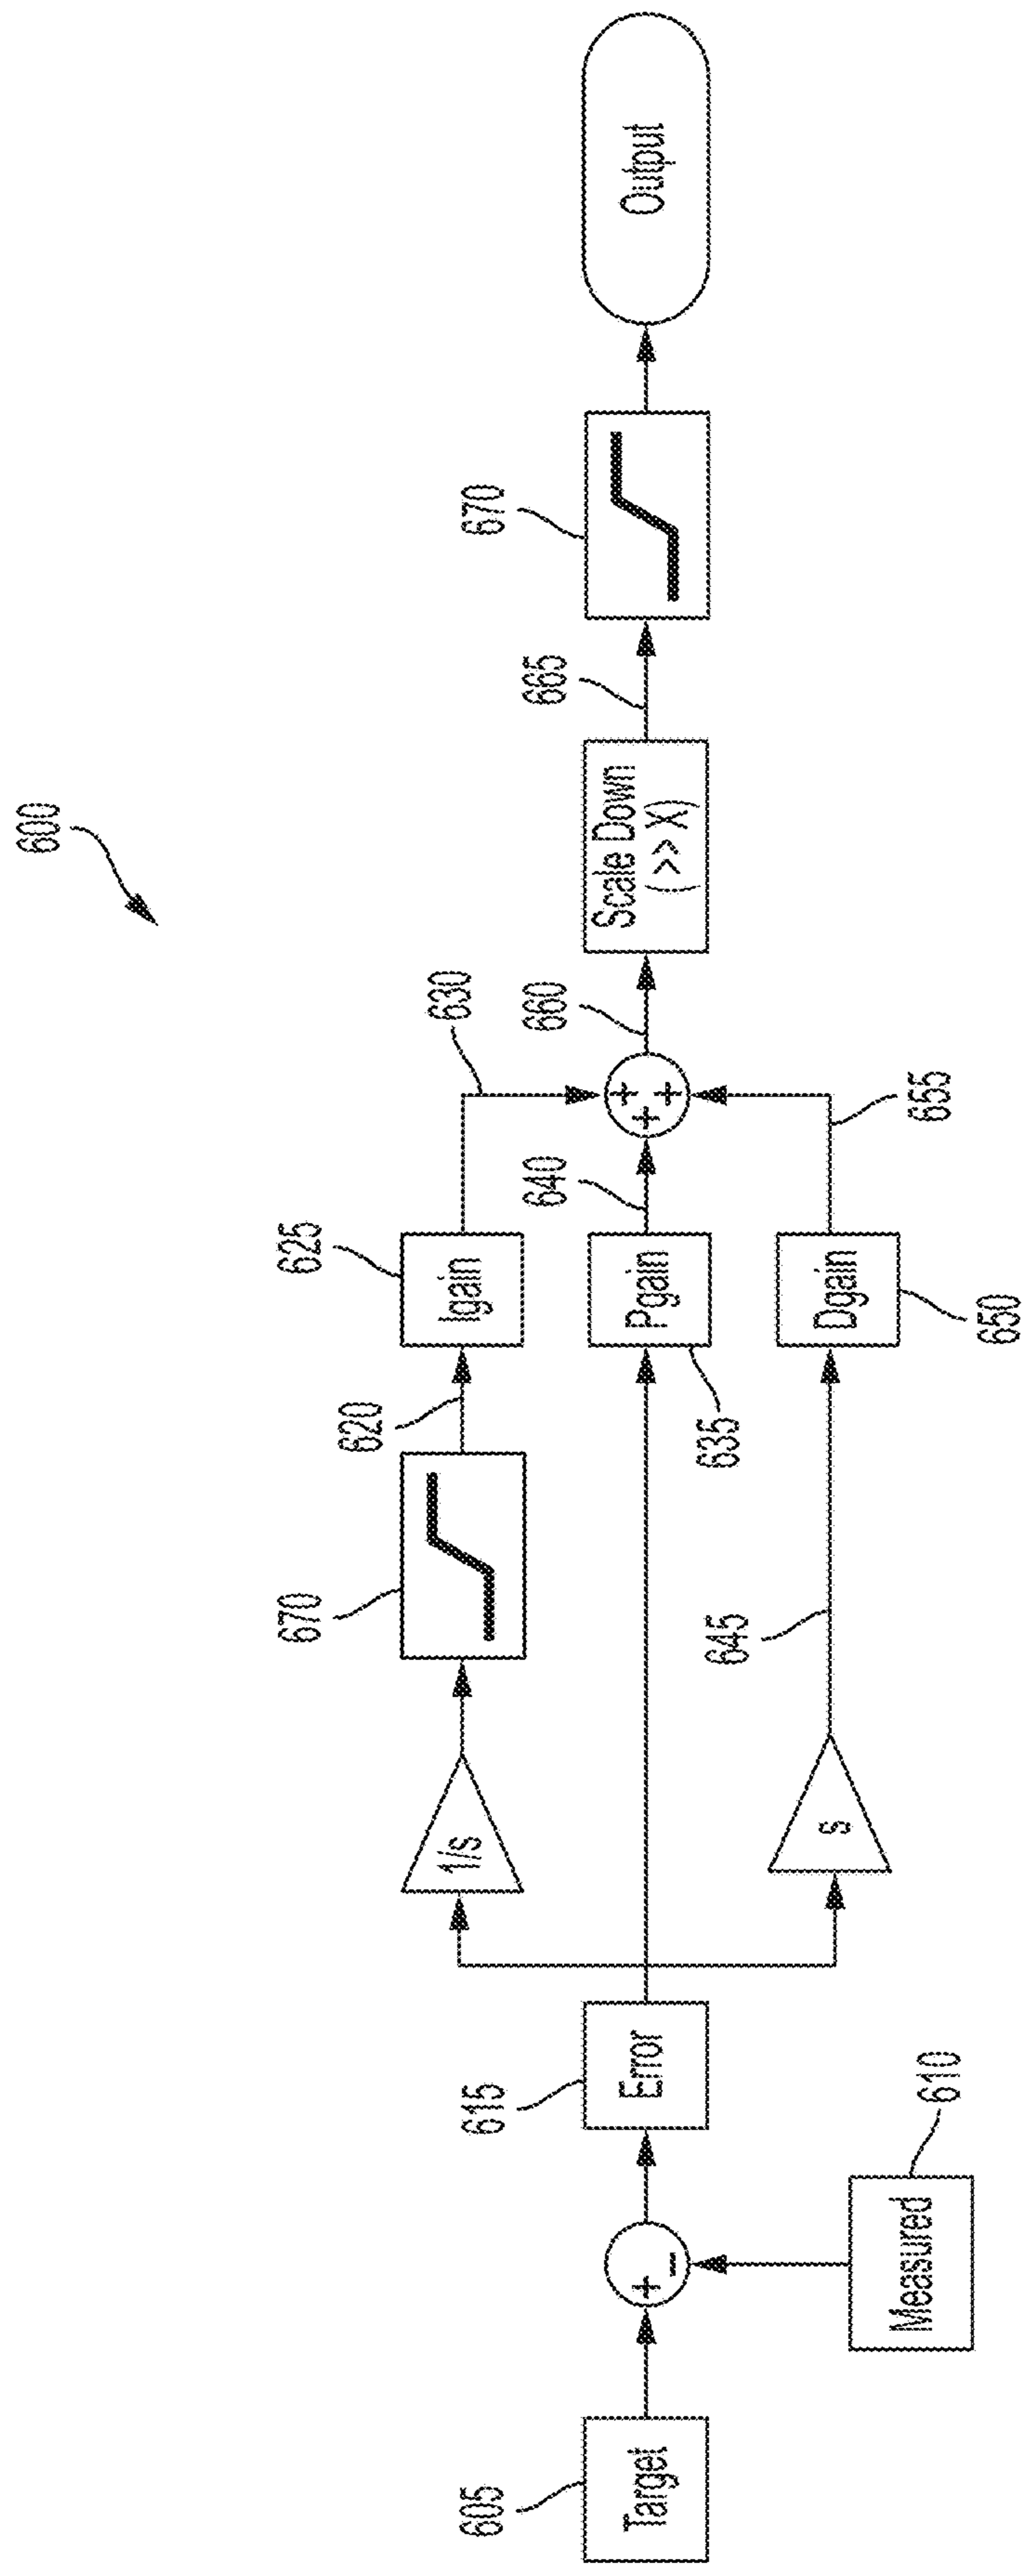 600
605
Target
Measured
610
+
−
615
Error
1/s
670
620
625
Igain
630
635
Pgain
640
s
645
650
Dgain
655
+
+
+
660
Scale Down
(>>X)
665
670
Output